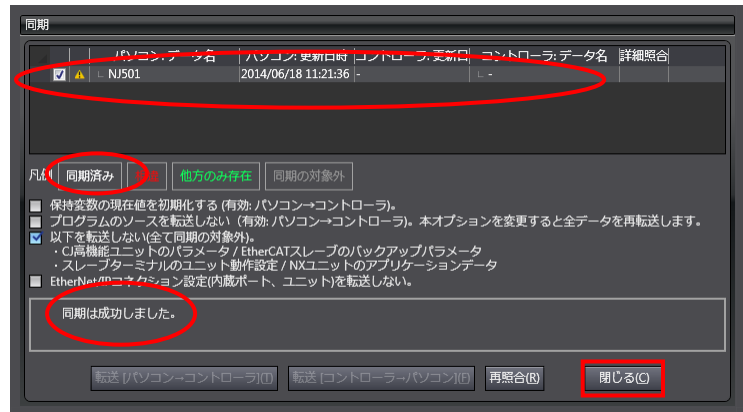 同期
パソコン:データ名 パソコン:更新日時 コントローラ:更新日 コントローラ:データ名 詳細照合
NJ501 2014/06/18 11:21:36 - -
凡例 同期済み 他方のみ存在 同期の対象外
保持変数の現在値を初期化する (有効: パソコン→コントローラ)。
プログラムのソースを転送しない (有効: パソコン→コントローラ)。本オプションを変更すると全データを再転送します。
以下を転送しない(全て同期の対象外)。
・CJ高機能ユニットのパラメータ / EtherCATスレーブのバックアップパラメータ
・スレーブターミナルのユニット動作設定 / NXユニットのアプリケーションデータ
EtherNet/IPコネクション設定(内蔵ポート、ユニット)を転送しない。
同期は成功しました。
転送 [パソコン→コントローラ](T) 転送 [コントローラ→パソコン](F) 再照合(R) 閉じる(C)